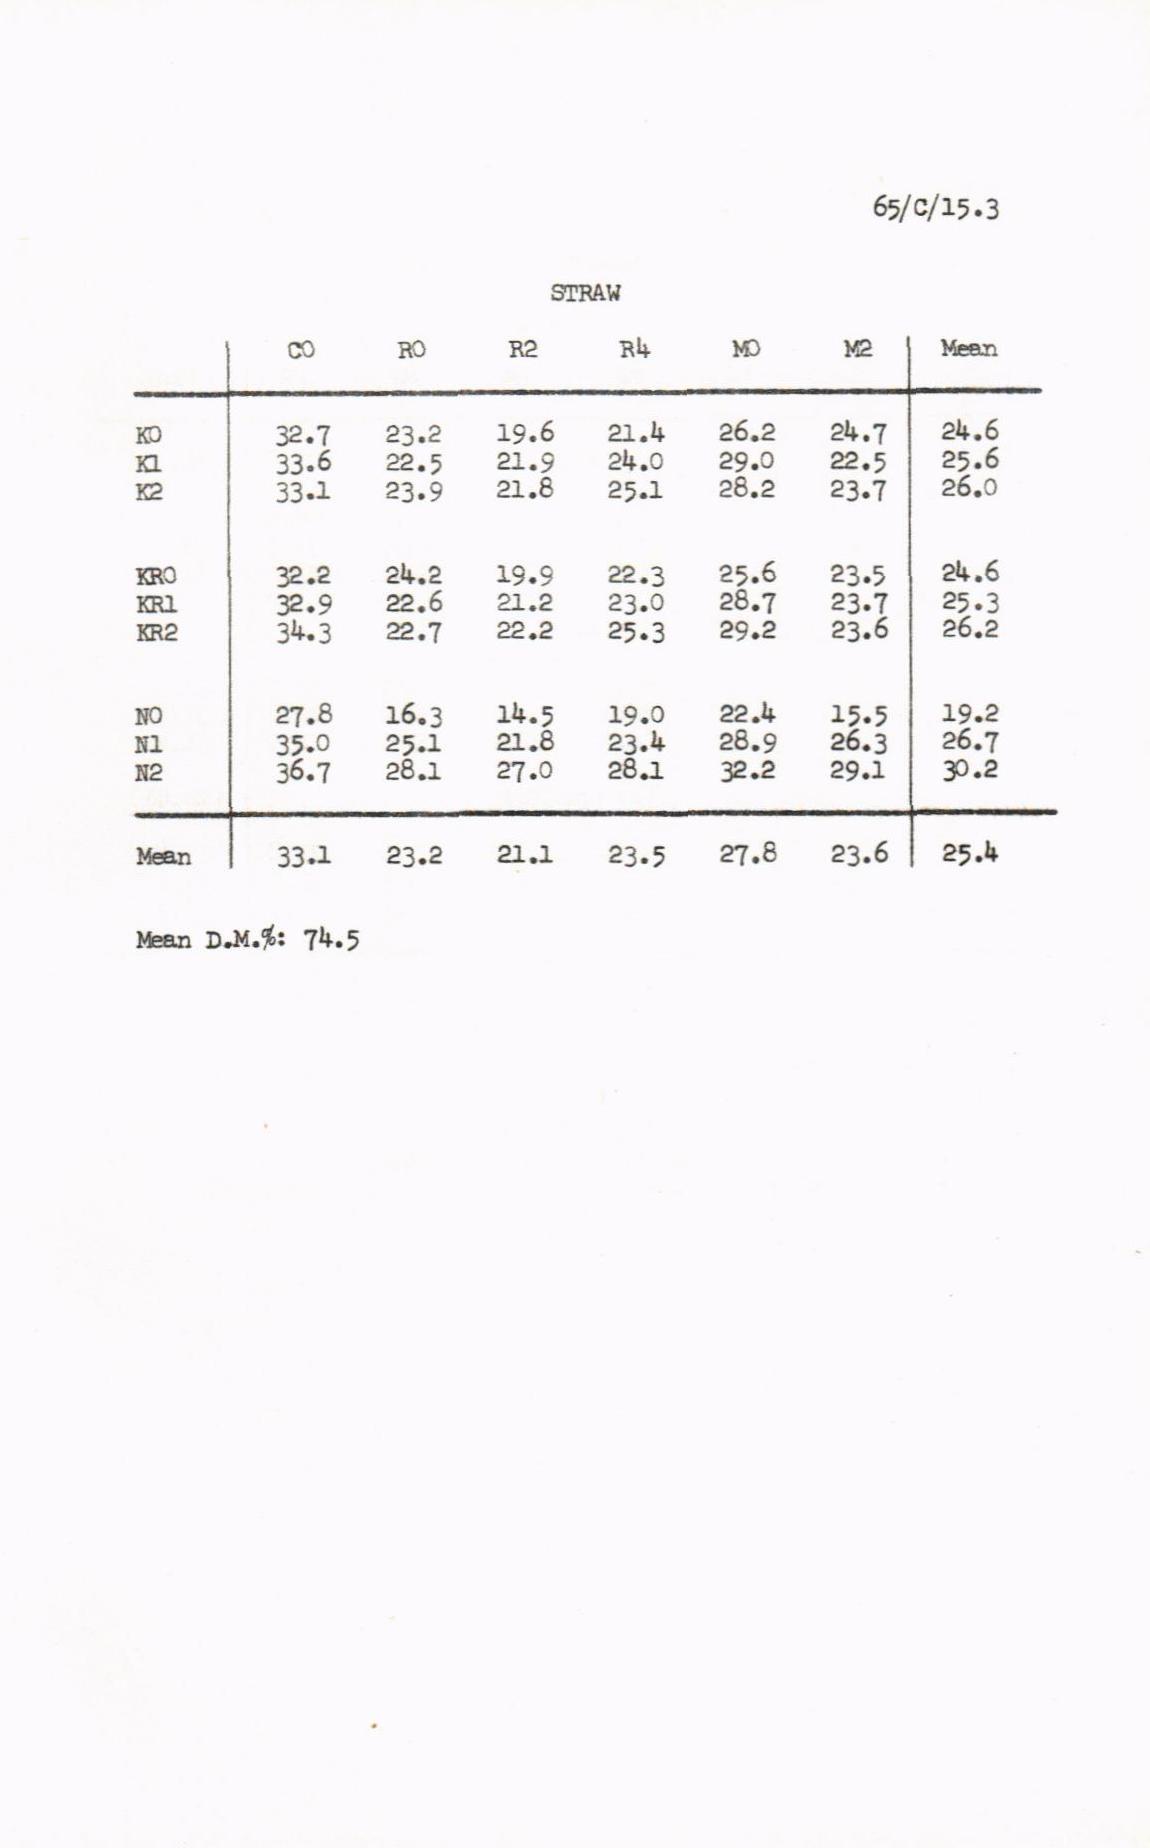 65/C/15.3
STRAW
CO RO R2 R4 MO M2 Mean
KO 32.7 23.2 19.6 21.4 26.2 24.7 24.6
K1 33.6 22.5 21.9 24.0 29.0 22.5 25.6
K2 33.1 23.9 21.8 25.1 28.2 23.7 26.0
KRO 32.2 24.2 19.9 22.3 25.6 23.5 24.6
KR1 32.9 22.6 21.2 23.0 28.7 23.7 25.3
KR2 34.3 22.7 22.2 25.3 29.2 23.6 26.2
NO 27.8 16.3 14.5 19.0 22.4 15.5 19.2
N1 35.0 25.1 21.8 23.4 28.9 26.3 26.7
N2 36.7 28.1 27.0 28.1 32.2 29.1 30.2
Mean 33.1 23.2 21.1 23.5 27.8 23.6 25.4
Mean D.M.%: 74.5